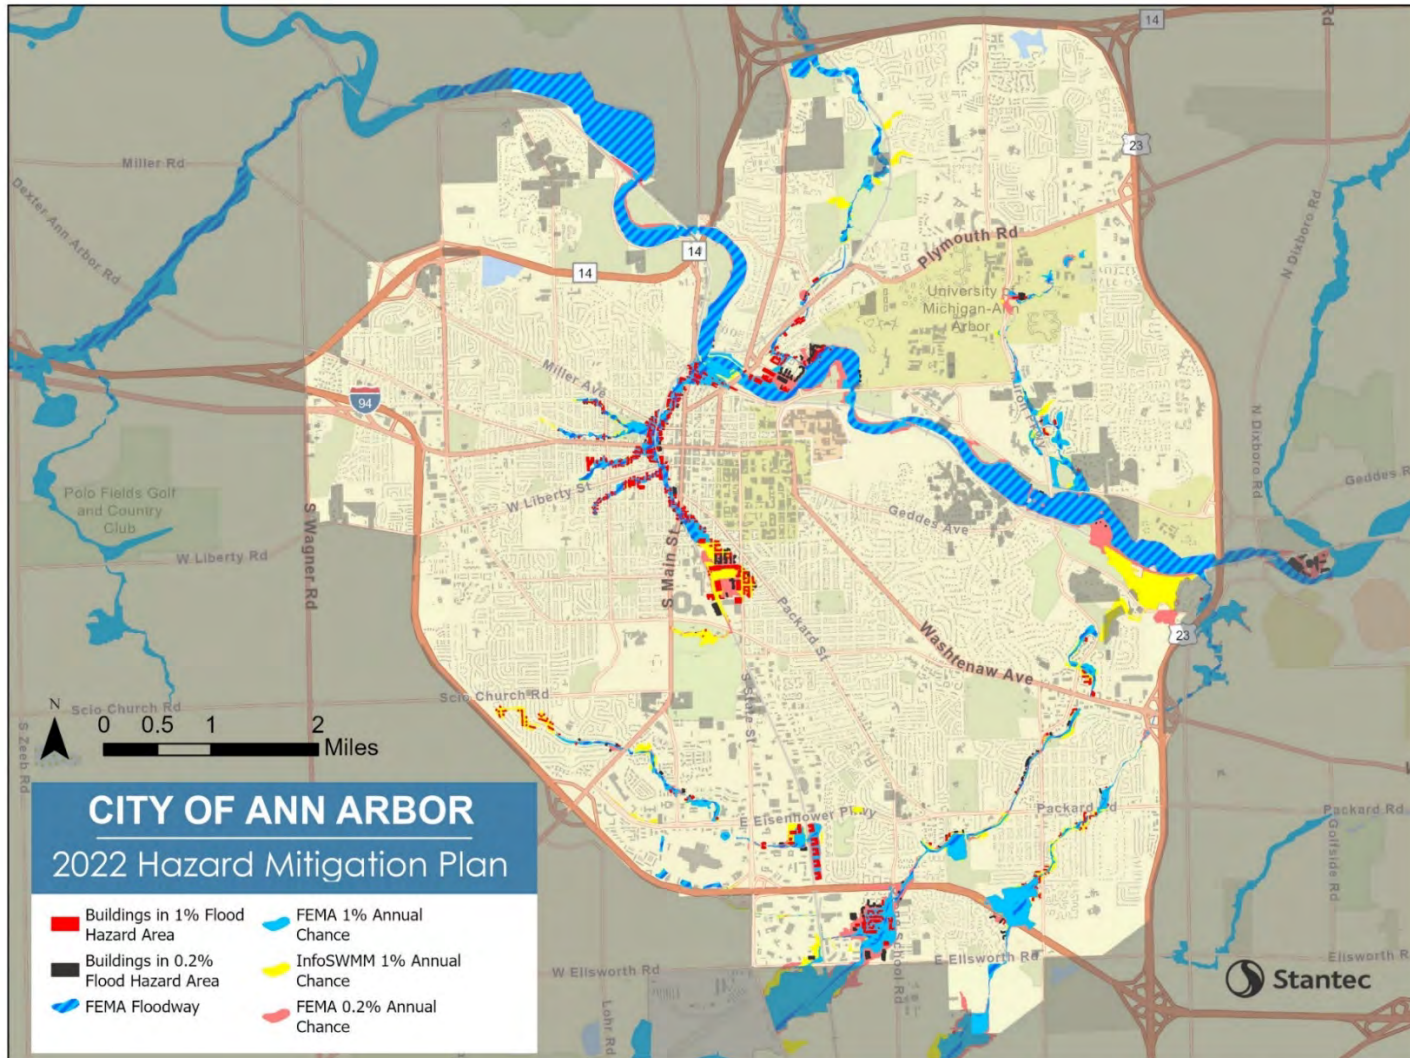 Rd
14
Miller Rd
23
Dexter Ann Arbor Rd
N Dixboro Rd
Plymouth Rd
14
14
University of
Michigan-Ann
Arbor
Miller Ave
94
N Dixboro Rd
Polo Fields Golf
and Country
Club
W Liberty St
Geddes R
Geddes Ave
W Liberty Rd
S Wagner Rd
S Main St
Packard St
Washtenaw Ave
23
S State St
Scio Church Rd
Scio Church Rd
S Zeeb Rd
N
0 0.5 1 2
Miles
E Eisenhower Pkwy
Packard Rd
Packard Rd
Golfside Rd
CITY OF ANN ARBOR
2022 Hazard Mitigation Plan
Buildings in 1% Flood
Hazard Area
Buildings in 0.2%
Flood Hazard Area
FEMA Floodway
FEMA 1% Annual
Chance
InfoSWMM 1% Annual
Chance
FEMA 0.2% Annual
Chance
W Ellsworth Rd
E Ellsworth Rd
Ellsworth Rd
Lohr Rd
Stantec